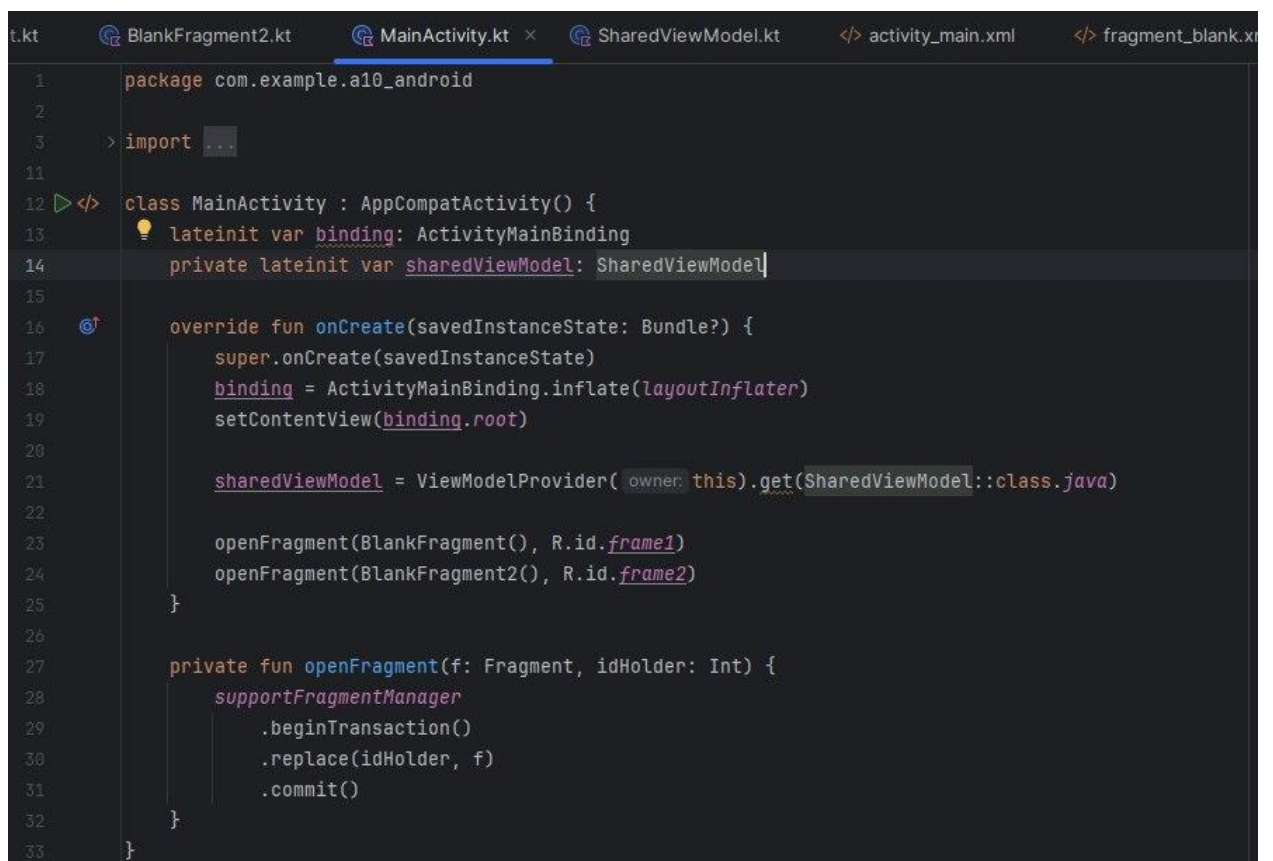 t.kt BlankFragment2.kt MainActivity.kt × SharedViewModel.kt </> activity_main.xml </> fragment_blank.xm
1 package com.example.a10_android
2
3 > import ...
11
12 </> class MainActivity : AppCompatActivity() {
13 lateinit var binding: ActivityMainBinding
14 private lateinit var sharedViewModel: SharedViewModel
15
16 override fun onCreate(savedInstanceState: Bundle?) {
17 super.onCreate(savedInstanceState)
18 binding = ActivityMainBinding.inflate(layoutInflater)
19 setContentView(binding.root)
20
21 sharedViewModel = ViewModelProvider( owner: this).get(SharedViewModel::class.java)
22
23 openFragment(BlankFragment(), R.id.frame1)
24 openFragment(BlankFragment2(), R.id.frame2)
25 }
26
27 private fun openFragment(f: Fragment, idHolder: Int) {
28 supportFragmentManager
29 .beginTransaction()
30 .replace(idHolder, f)
31 .commit()
32 }
33 }